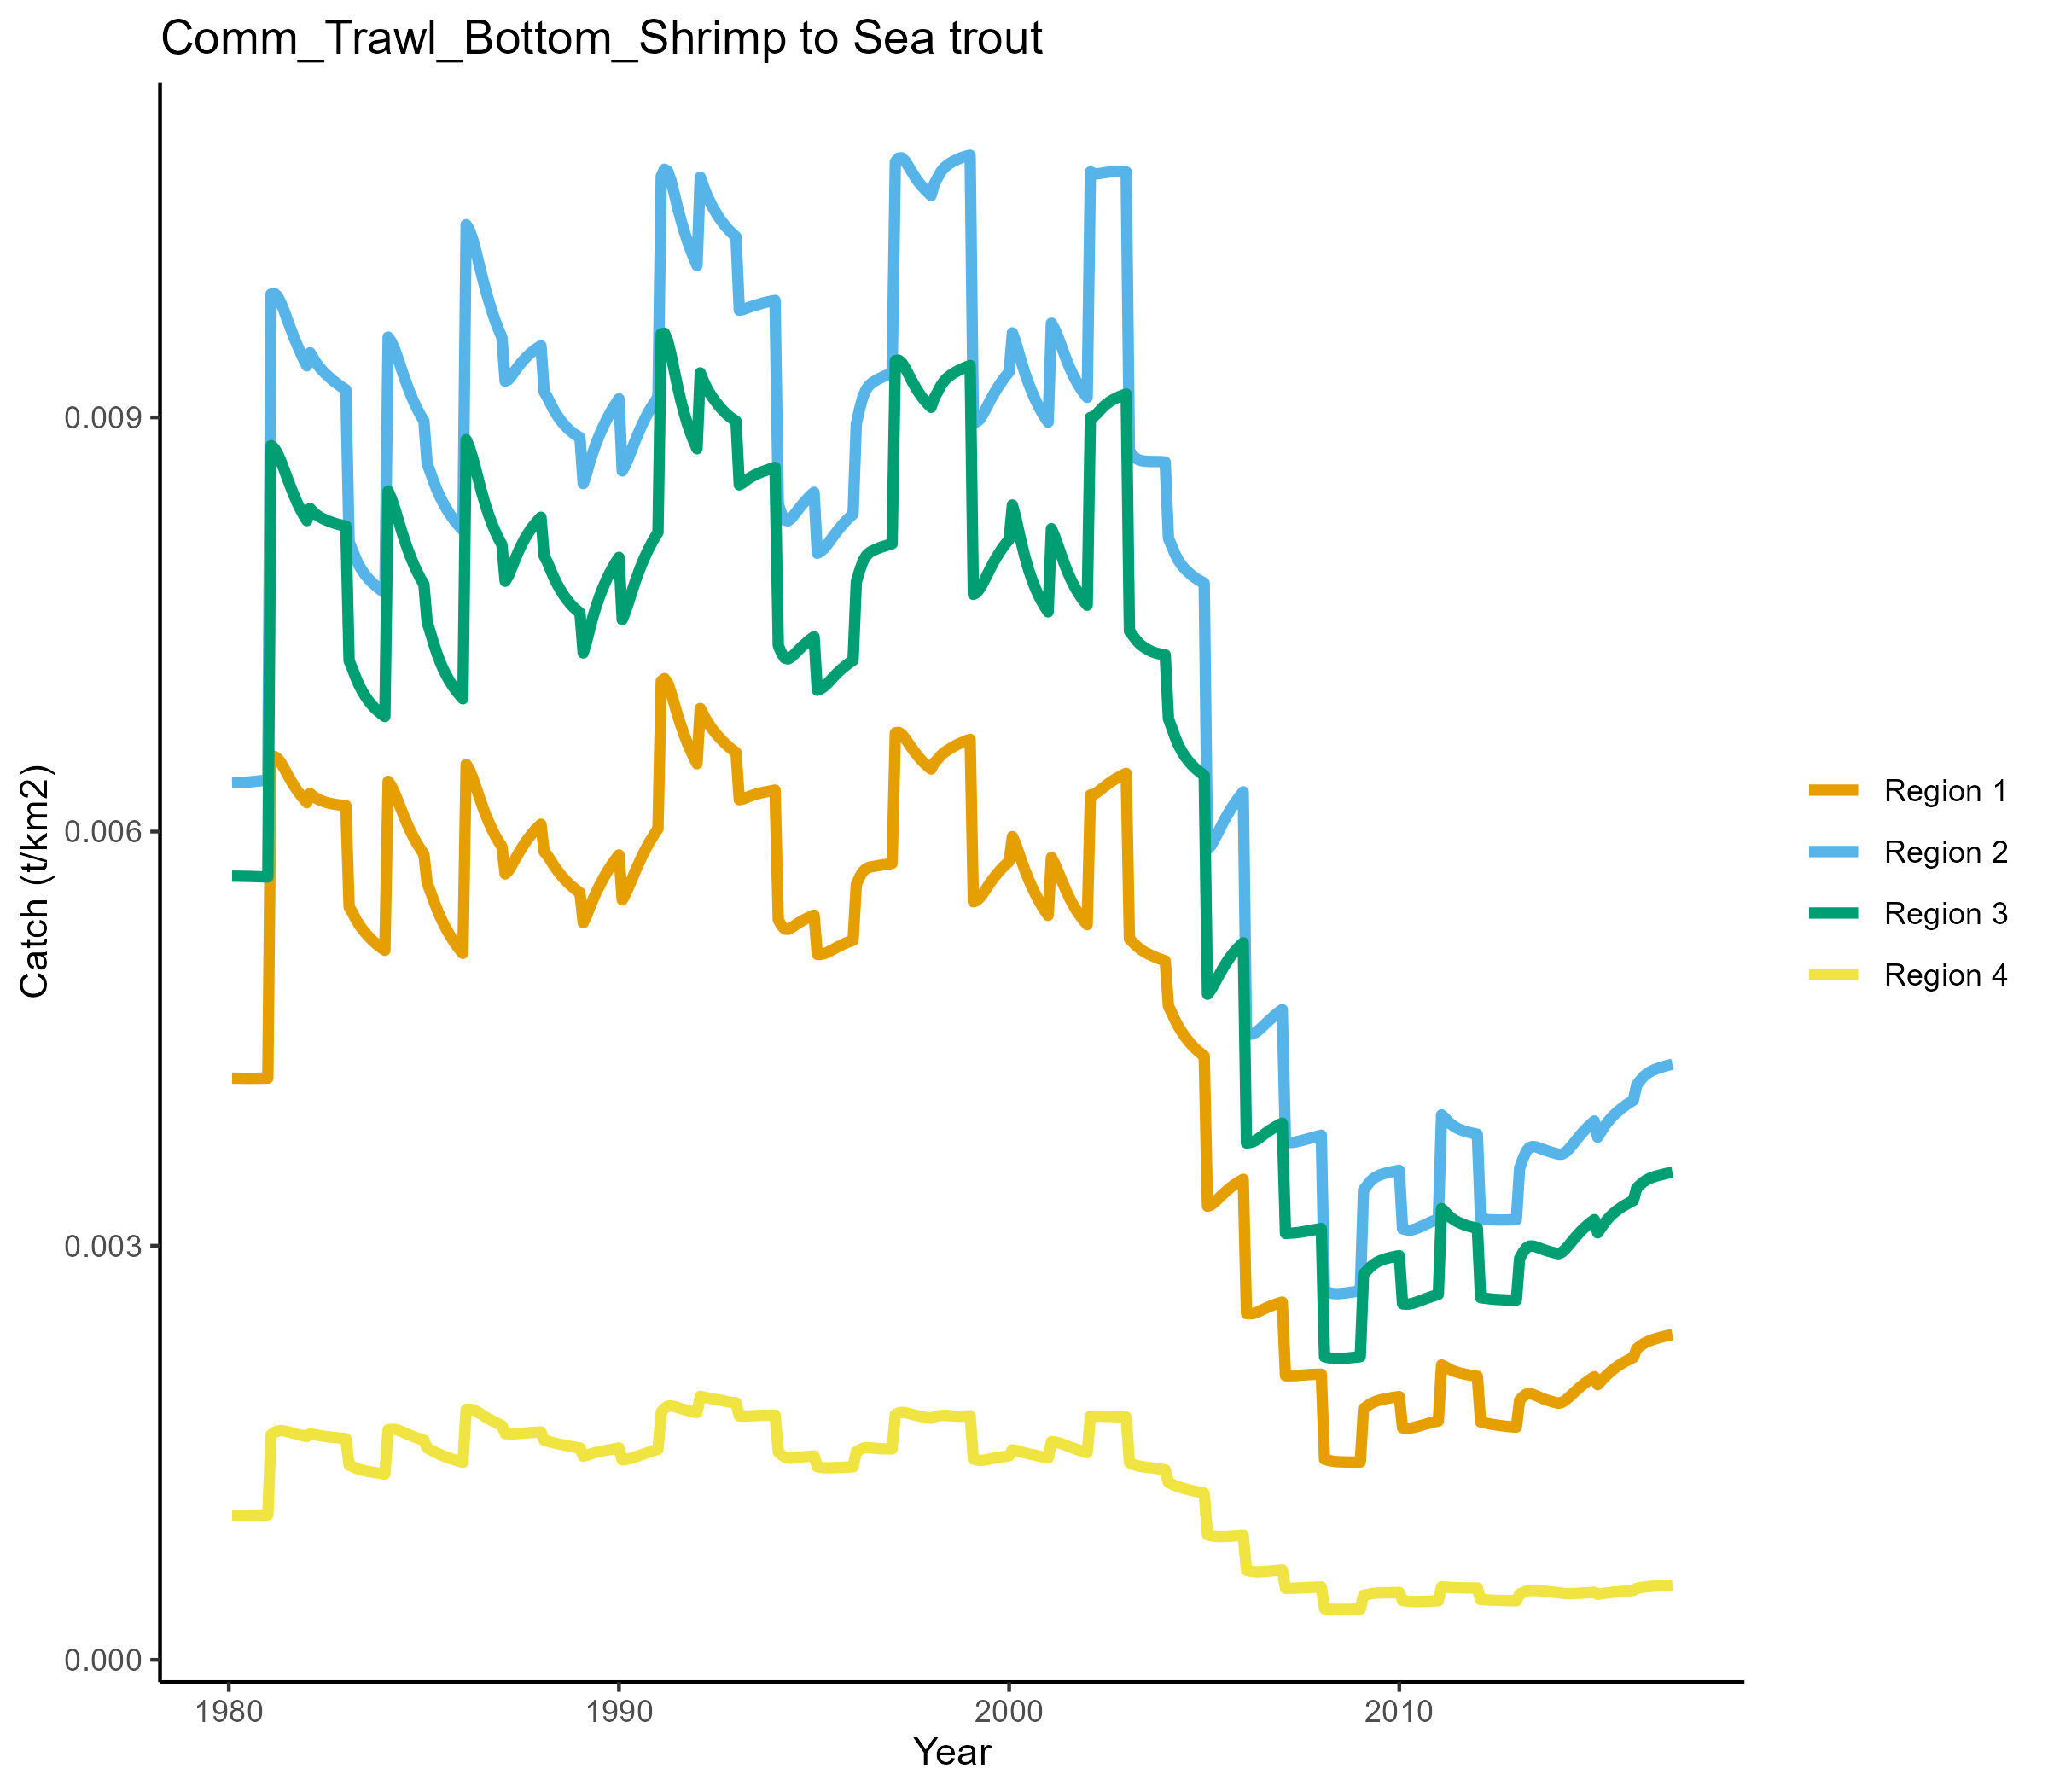 Comm_Trawl_Bottom_Shrimp to Sea trout
Catch (t/km2)
0.009
0.006
0.003
0.000
1980
1990
2000
2010
Year
Region 1
Region 2
Region 3
Region 4